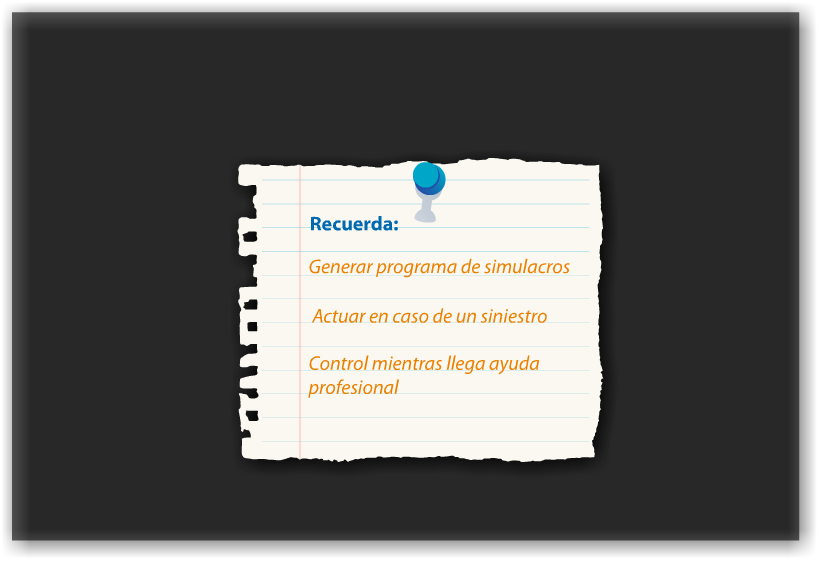 Recuerda:
Generar programa de simulacros
Actuar en caso de un siniestro
Control mientras llega ayuda
profesional